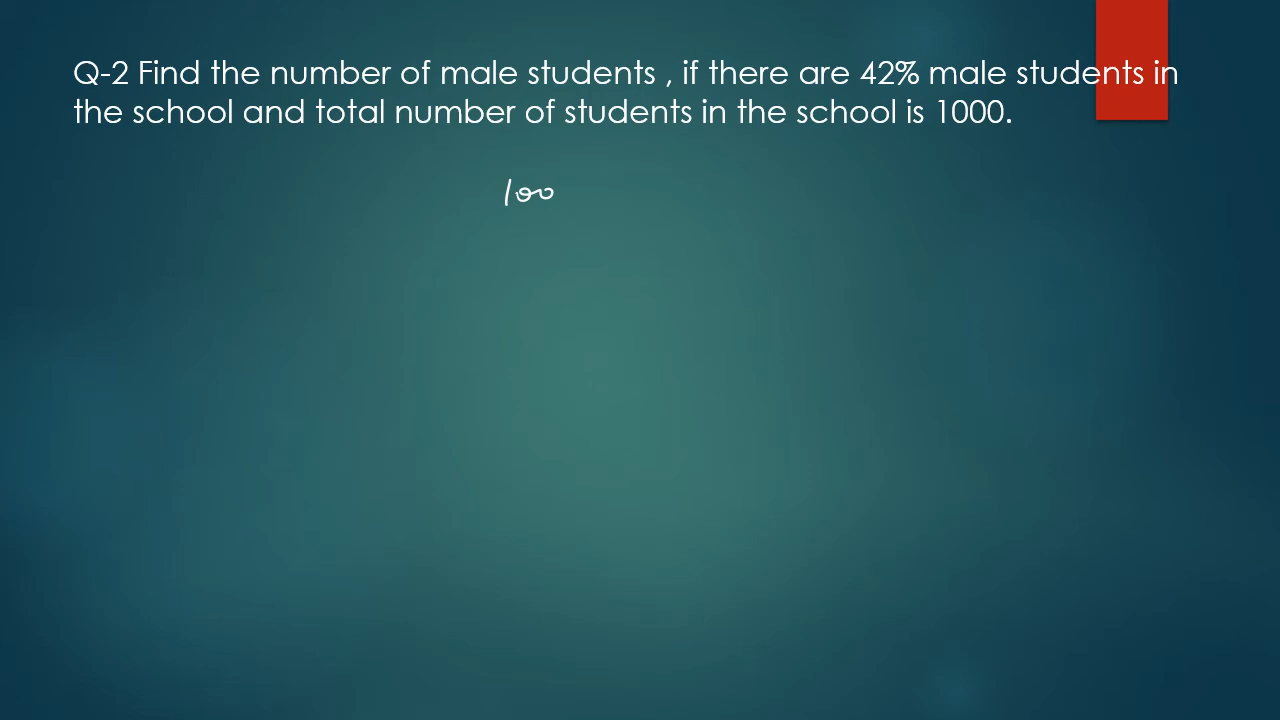 Q-2 Find the number of male students , if there are 42% male students in
the school and total number of students in the school is 1000.
100